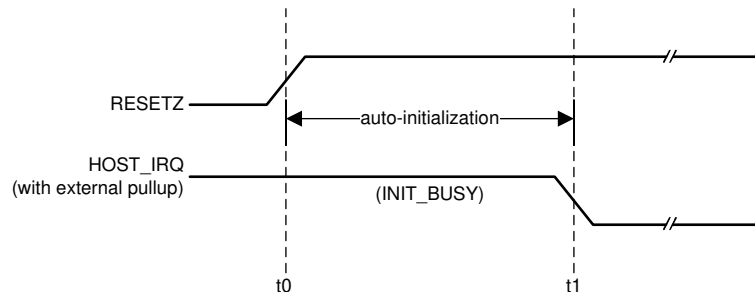 RESETZ
auto-initialization
HOST_IRQ
(with external pullup)
(INIT_BUSY)
t0
t1